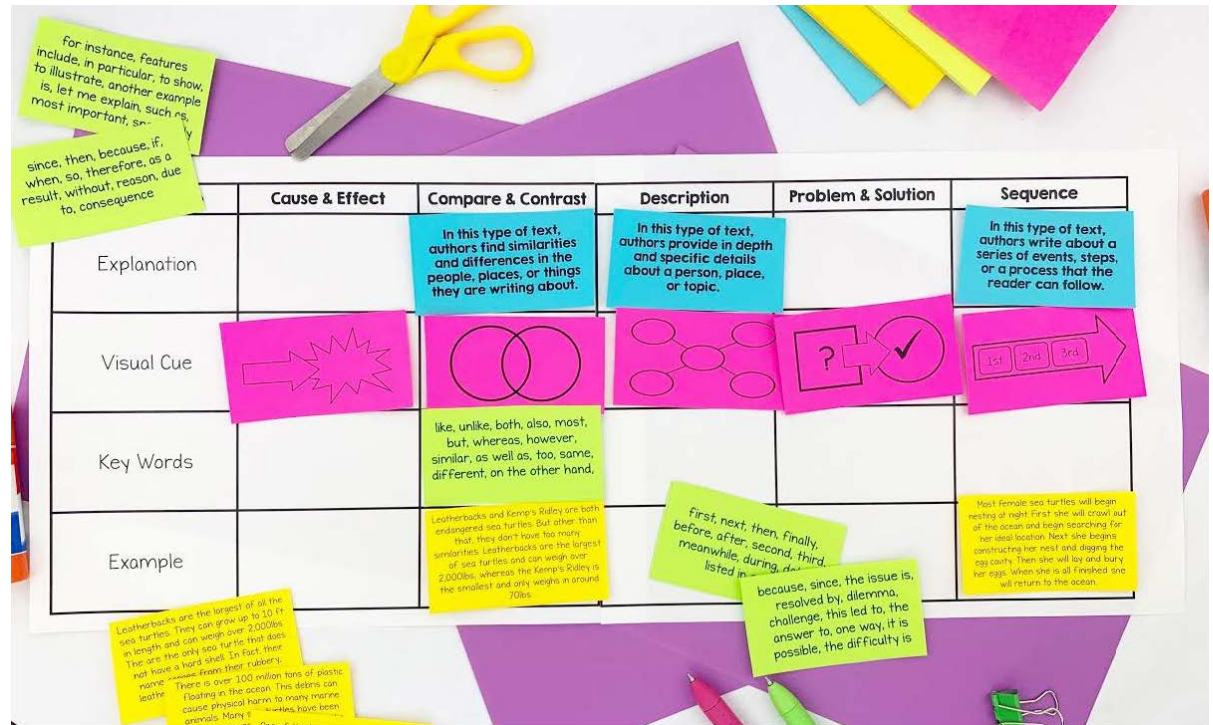 for instance, features
include, in particular, to show,
to illustrate, another example
is, let me explain, such as,
most important,
since, then, because, if,
when, so, therefore, as a
result, without, reason, due
to, consequence
Cause & Effect
Compare & Contrast
Description
Problem & Solution
Sequence
Explanation
In this type of text,
authors find similarities
and differences in the
people, places, or things
they are writing about.
In this type of text,
authors provide in depth
and specific details
about a person, place,
or topic.
In this type of text,
authors write about a
series of events, steps,
or a process that the
reader can follow.
Visual Cue
?
1st
2nd
3rd
Key Words
like, unlike, both, also, most,
but, whereas, however,
similar, as well as, too, same,
different, on the other hand,
Example
Leatherbacks and Kemp's Ridley are both
endangered sea turtles. But other than
that, they don't have too many
similarities. Leatherbacks are the largest
of sea turtles and can weigh over
2,000lbs, whereas the Kemp's Ridley is
the smallest and only weighs in around
70lbs.
first, next, then, finally,
before, after, second, third,
meanwhile, during,
listed in
because, since, the issue is,
resolved by, dilemma,
challenge, this led to, the
answer to, one way, it is
possible, the difficulty is
Most female sea turtles will begin
nesting at night. First she will crawl out
of the ocean and begin searching for
her ideal location. Next she begins
constructing her nest and digging the
egg cavity. Then she will lay and bury
her eggs. When she is all finished she
will return to the ocean.
Leatherbacks are the largest of all the
sea turtles. They can grow up to 10 ft
in length and can weigh over 2,000lbs.
The are the only sea turtle that does
not have a hard shell. In fact, their
name comes from their rubbery,
There is over 100 million tons of plastic
floating in the ocean. This debris can
cause physical harm to many marine
animals. Many turtles have been